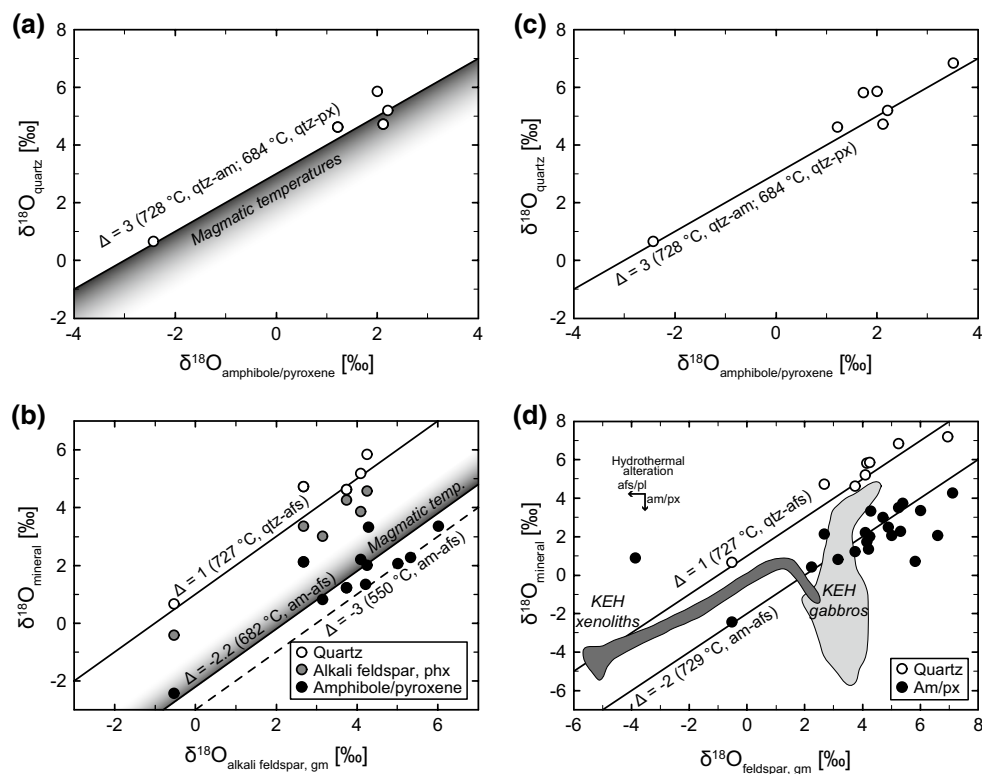 (a)
8
6
4
2
0
-2
-4
-2
0
2
4
δ18Oquartz [‰]
δ18Oamphibole/pyroxene [‰]
Δ = 3 (728 °C, qtz-am; 684 °C, qtz-px)
Magmatic temperatures
(c)
8
6
4
2
0
-2
-4
-2
0
2
4
δ18Oquartz [‰]
δ18Oamphibole/pyroxene [‰]
Δ = 3 (728 °C, qtz-am; 684 °C, qtz-px)
(b)
6
4
2
0
-2
-2
0
2
4
6
δ18Omineral [‰]
δ18Oalkali feldspar, gm [‰]
Δ = 1 (727 °C, qtz-afs)
Magmatic temp.
Δ = -2.2 (682 °C, am-afs)
Δ = -3 (550 °C, am-afs)
Quartz
Alkali feldspar, phx
Amphibole/pyroxene
(d)
8
6
4
2
0
-2
-4
-6
-6
-4
-2
0
2
4
6
8
δ18Omineral [‰]
δ18Ofeldspar, gm [‰]
Hydrothermal
alteration
afs/pl
am/px
Δ = 1 (727 °C, qtz-afs)
KEH
xenoliths
KEH
gabbros
Δ = -2 (729 °C, am-afs)
Quartz
Am/px